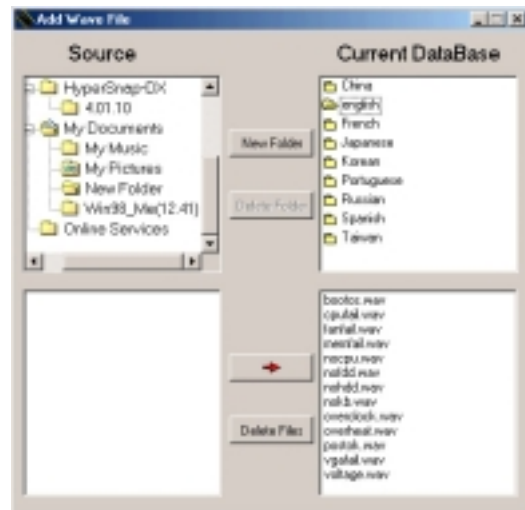 Add Wave File
Source
Current DataBase
HyperSnap-DX
4.01.10
My Documents
My Music
My Pictures
New Folder
Win98_Me(12.41)
Online Services
New Folder
Delete Folder
China
english
French
Japanese
Korean
Portuguese
Russian
Spanish
Taiwan
Delete Files
bootos.wav
cpufail.wav
fanfail.wav
memfail.wav
nocpu.wav
nofdd.wav
nohdd.wav
nokb.wav
overclock.wav
overheat.wav
postok.wav
vgafail.wav
voltage.wav